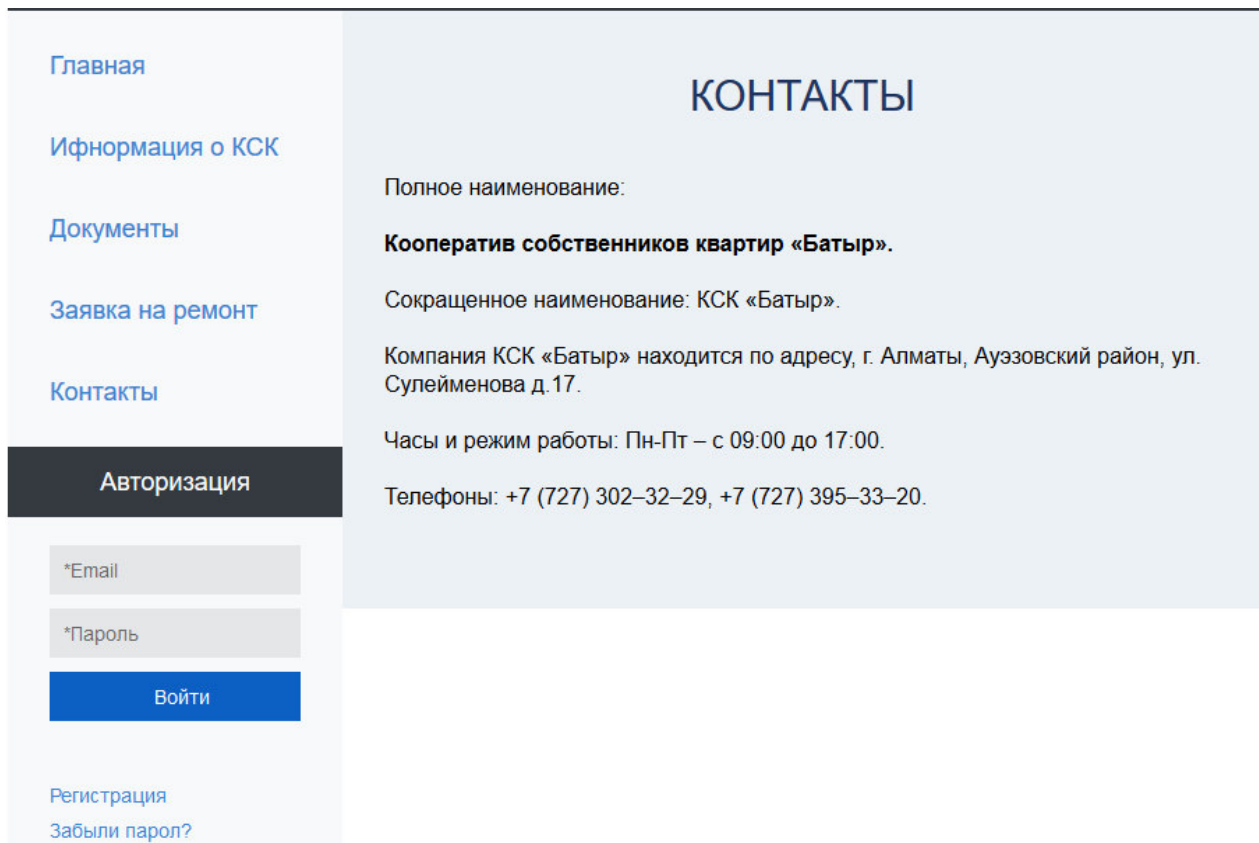 Главная
Ифнормация о КСК
Документы
Заявка на ремонт
Контакты
Авторизация
*Email
*Пароль
Войти
Регистрация
Забыли парол?
КОНТАКТЫ
Полное наименование:
Кооператив собственников квартир «Батыр».
Сокращенное наименование: КСК «Батыр».
Компания КСК «Батыр» находится по адресу, г. Алматы, Ауэзовский район, ул.
Сулейменова д.17.
Часы и режим работы: Пн-Пт – с 09:00 до 17:00.
Телефоны: +7 (727) 302–32–29, +7 (727) 395–33–20.